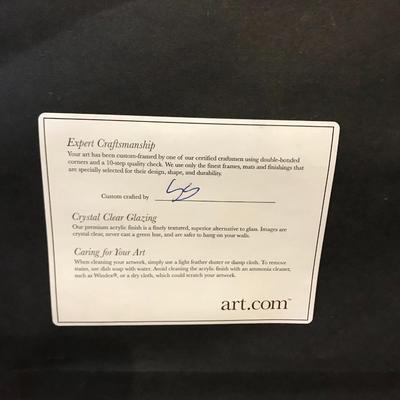 Expert Craftsmanship
Your art has been custom-framed by one of our certified craftsmen using double-bonded
corners and a 10-step quality check. We use only the finest frames, mats and finishings that
are specially selected for their design, shape, and durability.
Custom crafted by
Crystal Clear Glazing
Our premium acrylic finish is a finely textured, superior alternative to glass. Images are
crystal clear, never cast a green hue, and are safer to hang on your walls.
Caring for Your Art
When cleaning your artwork, simply use a light feather duster or damp cloth. To remove
stains, use dish soap with water. Avoid cleaning the acrylic finish with an ammonia cleaner,
such as Windex®, or a dry cloth, which could scratch your artwork.
art.com™